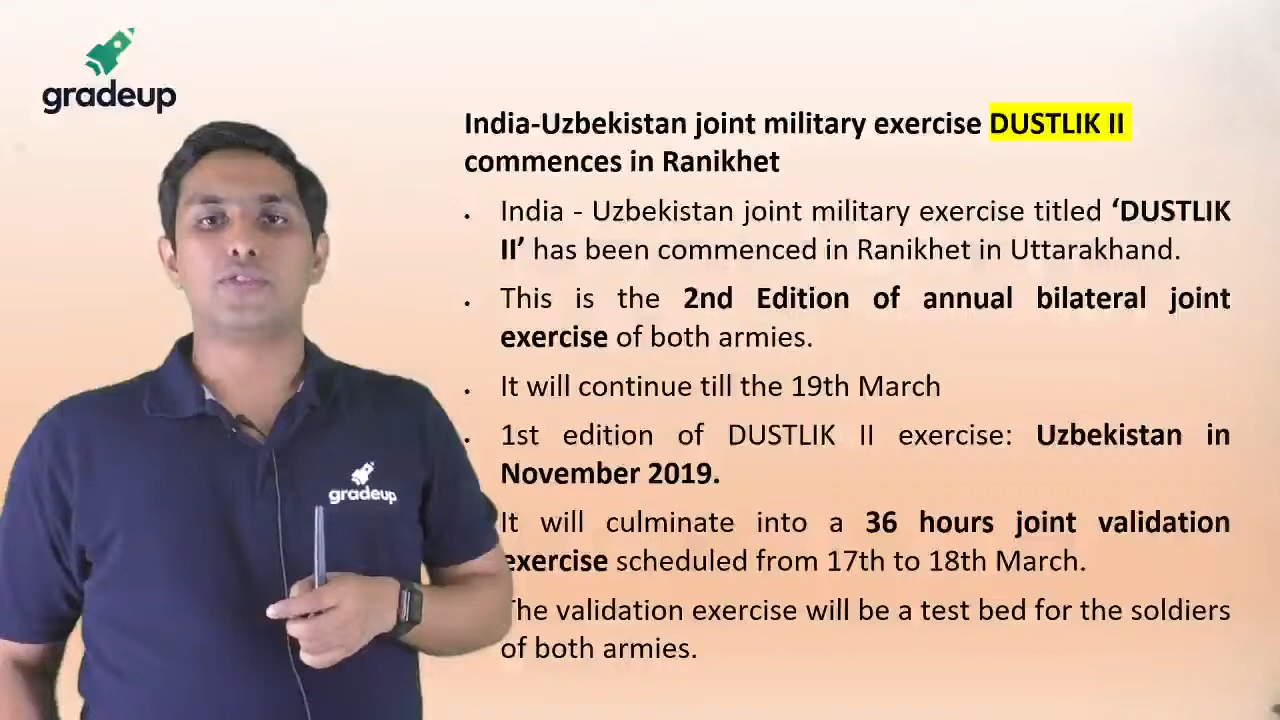 gradeup
India-Uzbekistan joint military exercise DUSTLIK II
commences in Ranikhet
• India - Uzbekistan joint military exercise titled ‘DUSTLIK
II’ has been commenced in Ranikhet in Uttarakhand.
• This is the 2nd Edition of annual bilateral joint
exercise of both armies.
• It will continue till the 19th March
• 1st edition of DUSTLIK II exercise: Uzbekistan in
November 2019.
It will culminate into a 36 hours joint validation
exercise scheduled from 17th to 18th March.
The validation exercise will be a test bed for the soldiers
of both armies.
gradeup